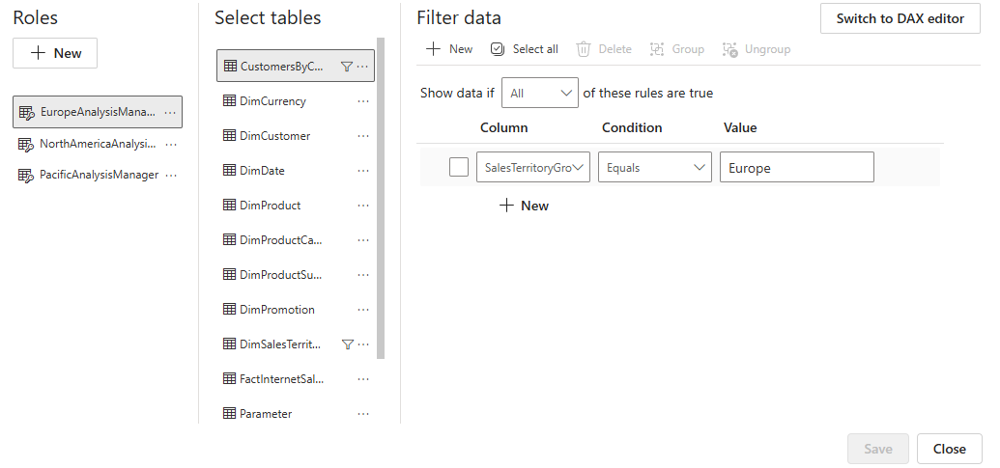 Roles
+ New
EuropeAnalysisMana... ...
NorthAmericaAnalysi... ...
PacificAnalysisManager ...
Select tables
CustomersByC... ...
DimCurrency ...
DimCustomer ...
DimDate ...
DimProduct ...
DimProductCa... ...
DimProductSu... ...
DimPromotion ...
DimSalesTerrit... ...
FactInternetSal... ...
Parameter ...
Filter data
Switch to DAX editor
+ New Select all Delete Group Ungroup
Show data if All of these rules are true
Column Condition Value
SalesTerritoryGro Equals Europe
+ New
Save Close